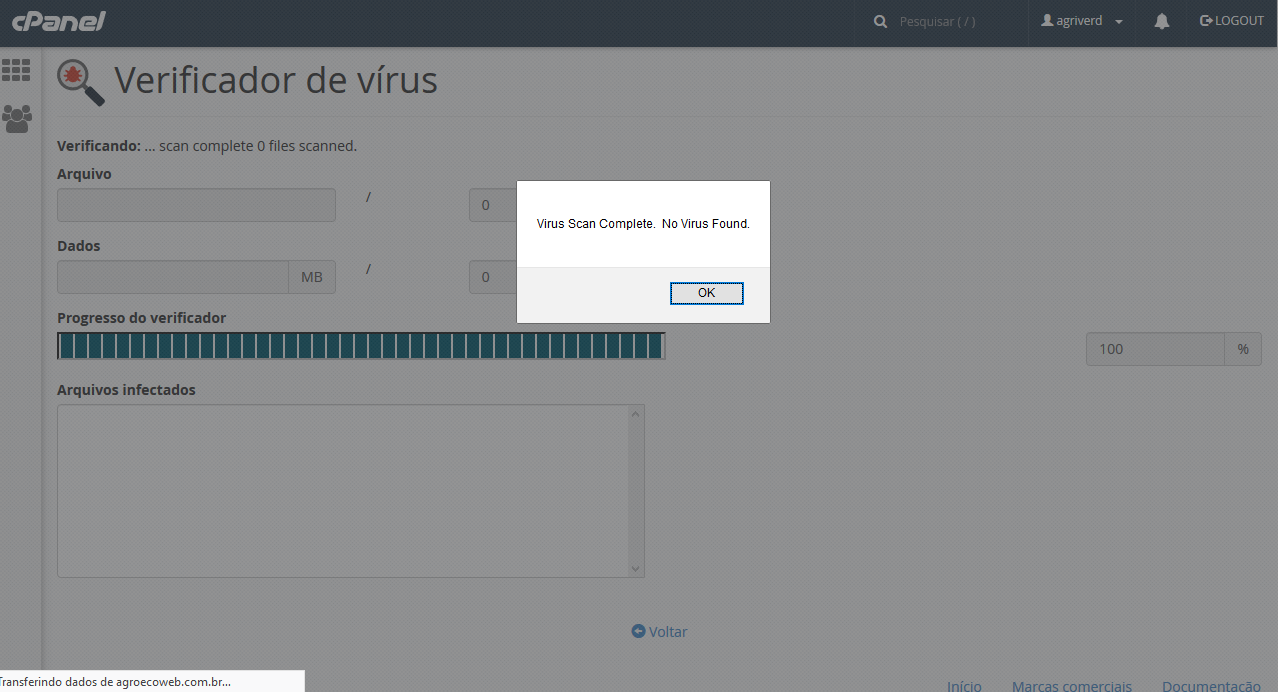 cPanel
Pesquisar ( / )
agriverd
LOGOUT
Verificador de vírus
Verificando: ... scan complete 0 files scanned.
Arquivo
/
0
Dados
MB
/
0
Virus Scan Complete.  No Virus Found.
OK
Progresso do verificador
100
%
Arquivos infectados
Voltar
Transferindo dados de agroecoweb.com.br...
Início
Marcas comerciais
Documentação